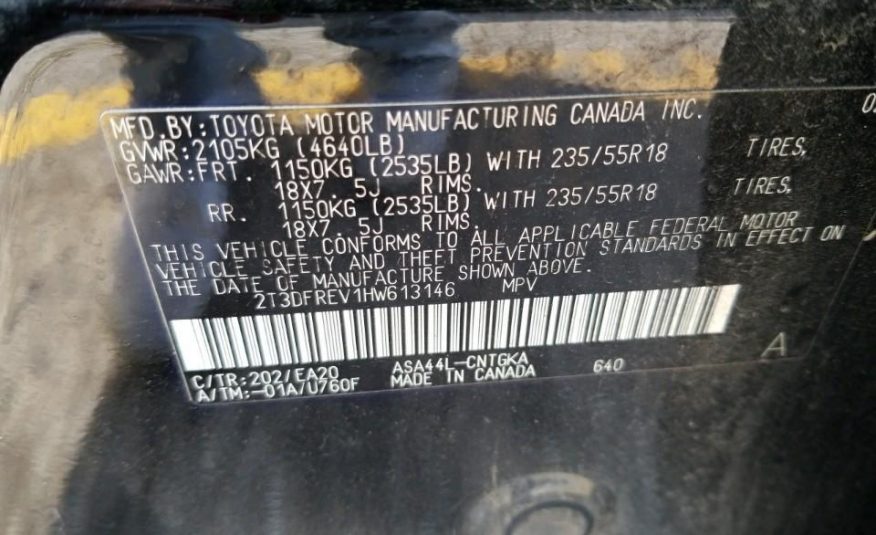 MFD.BY:TOYOTA MOTOR MANUFACTURING CANADA INC.
GVWR:2105KG (4640LB)
GAWR:FRT. 1150KG (2535LB) WITH 235/55R18 TIRES,
18X7. 5J RIMS.
RR. 1150KG (2535LB) WITH 235/55R18 TIRES,
18X7. 5J RIMS.
THIS VEHICLE CONFORMS TO ALL APPLICABLE FEDERAL MOTOR
VEHICLE SAFETY AND THEFT PREVENTION STANDARDS IN EFFECT ON
THE DATE OF MANUFACTURE SHOWN ABOVE.
2T3DFREV1HW613146 MPV
C/TR:202/EA20 ASA44L-CNTGKA 640 A
A/TM:-01A/U760F MADE IN CANADA